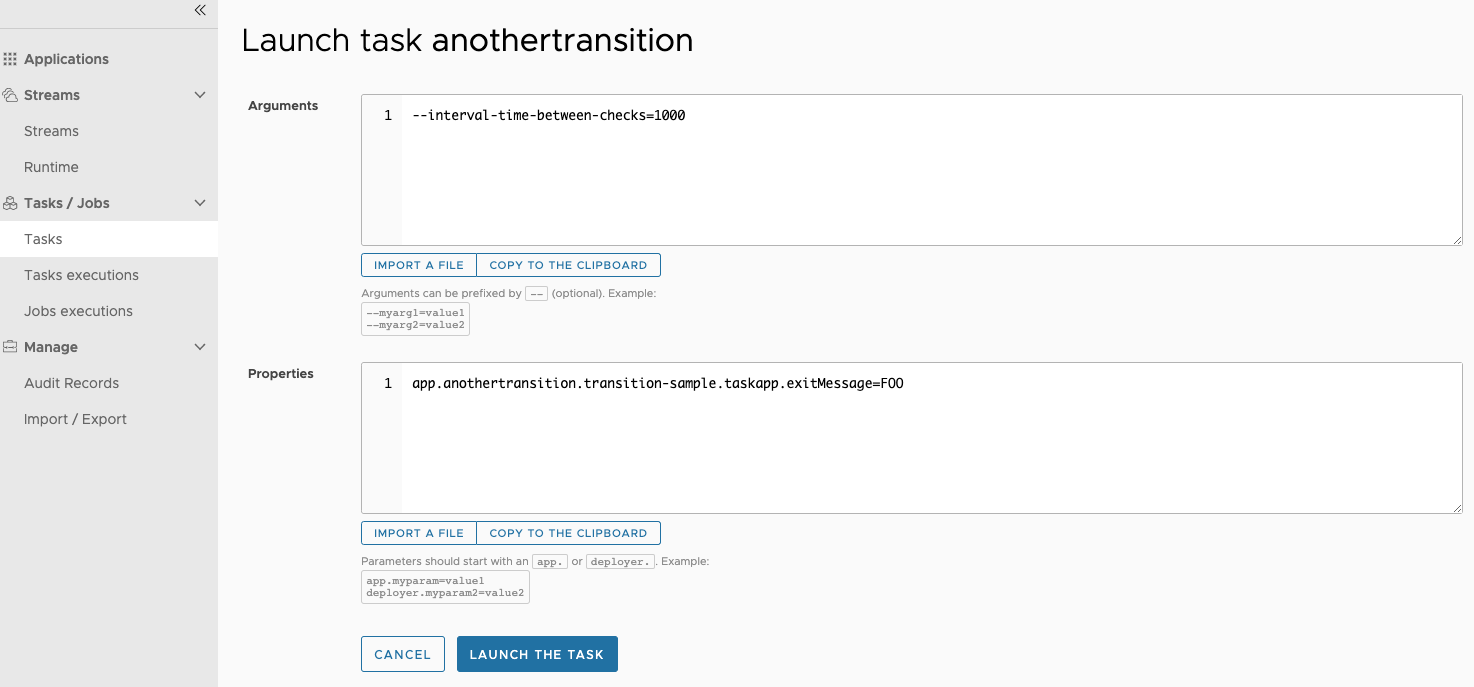 Applications
Streams
Streams
Runtime
Tasks / Jobs
Tasks
Tasks executions
Jobs executions
Manage
Audit Records
Import / Export
Launch task anothertransition
Arguments
1 --interval-time-between-checks=1000
IMPORT A FILE COPY TO THE CLIPBOARD
Arguments can be prefixed by -- (optional). Example:
--myarg1=value1
--myarg2=value2
Properties
1 app.anothertransition.transition-sample.taskapp.exitMessage=FOO
IMPORT A FILE COPY TO THE CLIPBOARD
Parameters should start with an app. or deployer. . Example:
app.myparam=value1
deployer.myparam2=value2
CANCEL LAUNCH THE TASK